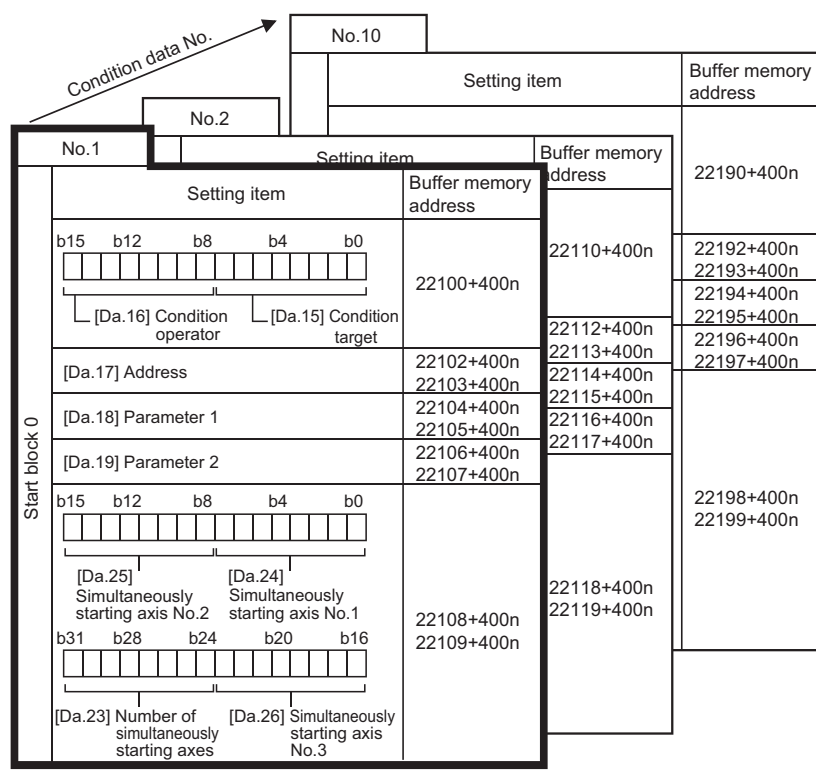 Condition data No.
No.10
Setting item
Buffer memory
address
22190+400n
22192+400n
22193+400n
22194+400n
22195+400n
22196+400n
22197+400n
22198+400n
22199+400n
No.2
Setting item
Buffer memory
address
22110+400n
22112+400n
22113+400n
22114+400n
22115+400n
22116+400n
22117+400n
22118+400n
22119+400n
No.1
Start block 0
Setting item
Buffer memory
address
b15 b12 b8 b4 b0
[Da.16] Condition
operator
[Da.15] Condition
target
22100+400n
[Da.17] Address
22102+400n
22103+400n
[Da.18] Parameter 1
22104+400n
22105+400n
[Da.19] Parameter 2
22106+400n
22107+400n
b15 b12 b8 b4 b0
[Da.25]
Simultaneously
starting axis No.2
[Da.24]
Simultaneously
starting axis No.1
b31 b28 b24 b20 b16
[Da.23] Number of
simultaneously
starting axes
[Da.26] Simultaneously
starting axis
No.3
22108+400n
22109+400n